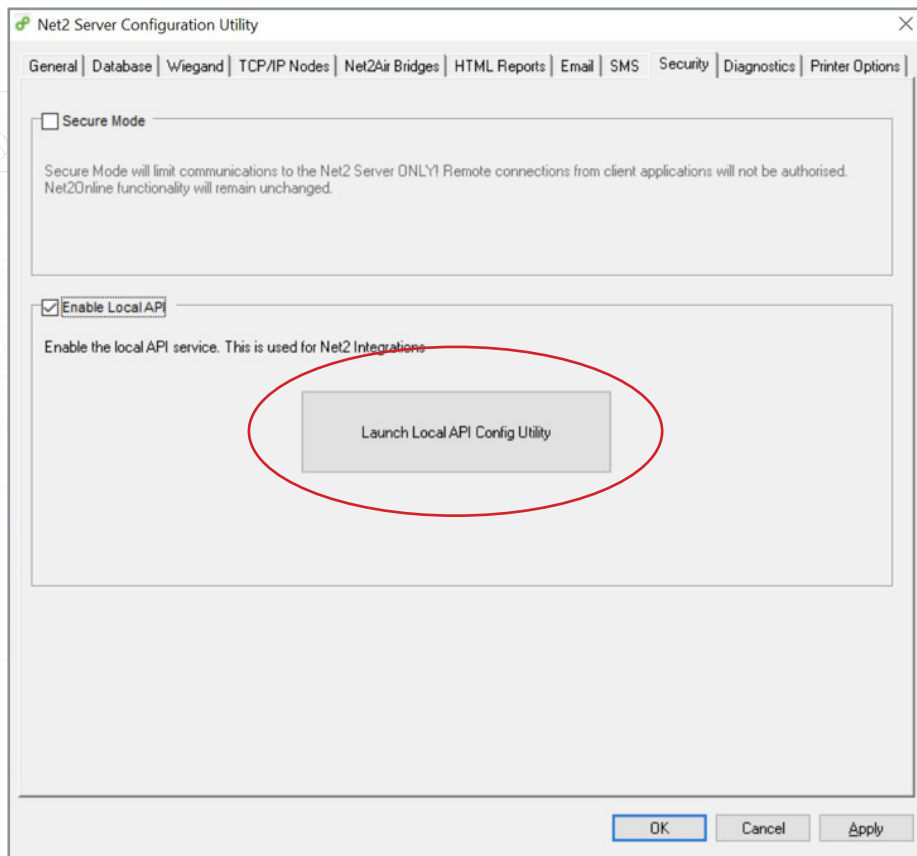 Net2 Server Configuration Utility
General Database Wiegand TCP/IP Nodes Net2Air Bridges HTML Reports Email SMS Security Diagnostics Printer Options
Secure Mode
Secure Mode will limit communications to the Net2 Server ONLY! Remote connections from client applications will not be authorised.
Net2Online functionality will remain unchanged.
Enable Local API
Enable the local API service. This is used for Net2 Integrations
Launch Local API Config Utility
OK Cancel Apply